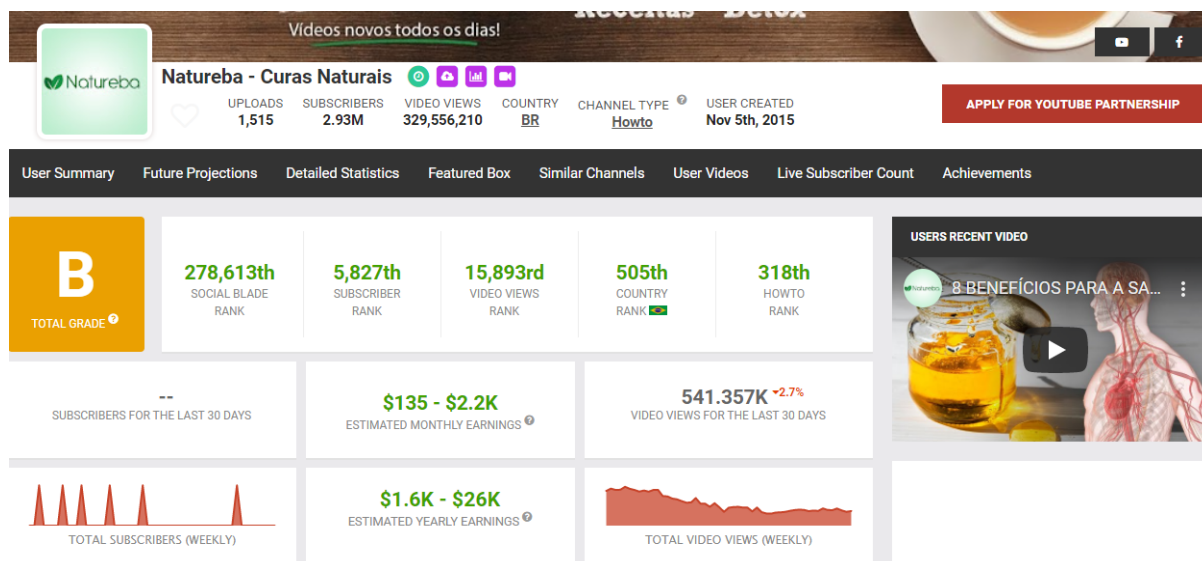 Receitas Detox
Vídeos novos todos os dias!
Natureba
Natureba - Curas Naturais
UPLOADS
1,515
SUBSCRIBERS
2.93M
VIDEO VIEWS
329,556,210
COUNTRY
BR
CHANNEL TYPE
Howto
USER CREATED
Nov 5th, 2015
APPLY FOR YOUTUBE PARTNERSHIP
User Summary Future Projections Detailed Statistics Featured Box Similar Channels User Videos Live Subscriber Count Achievements
B
TOTAL GRADE
278,613th
SOCIAL BLADE
RANK
5,827th
SUBSCRIBER
RANK
15,893rd
VIDEO VIEWS
RANK
505th
COUNTRY
RANK
318th
HOWTO
RANK
USERS RECENT VIDEO
Natureba
8 BENEFÍCIOS PARA A SA...
--
SUBSCRIBERS FOR THE LAST 30 DAYS
$135 - $2.2K
ESTIMATED MONTHLY EARNINGS
541.357K 2.7%
VIDEO VIEWS FOR THE LAST 30 DAYS
TOTAL SUBSCRIBERS (WEEKLY)
$1.6K - $26K
ESTIMATED YEARLY EARNINGS
TOTAL VIDEO VIEWS (WEEKLY)